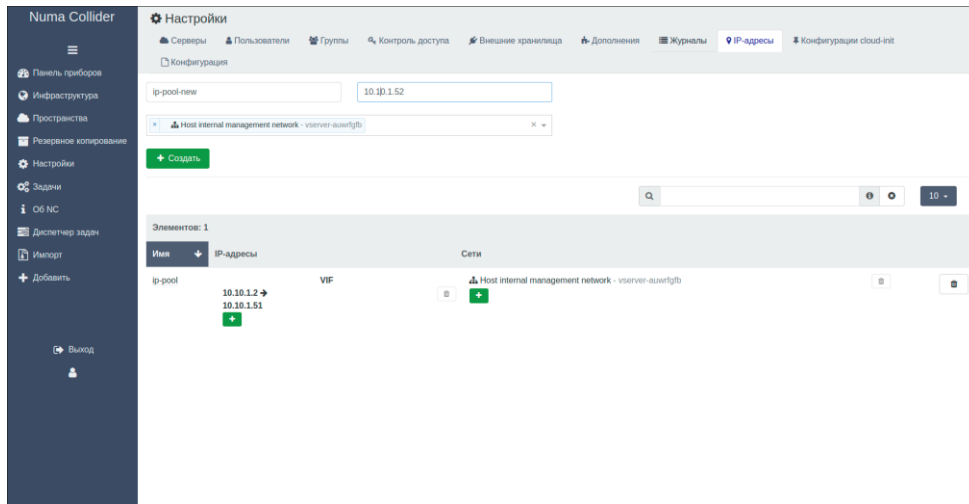 Numa Collider
Настройки
Серверы Пользователи Группы Контроль доступа Внешние хранилища Дополнения Журналы IP-адреса Конфигурации cloud-init
Конфигурация
Панель приборов
Инфраструктура
Пространства
Резервное копирование
Настройки
Задачи
Об NC
Диспетчер задач
Импорт
Добавить
Выход
ip-pool-new 10.10.1.52
× Host internal management network - vserver-auwrfgfb ×
+ Создать
10
Элементов: 1
Имя IP-адресы Сети
ip-pool VIF Host internal management network - vserver-auwrfgfb
10.10.1.2 →
10.10.1.51